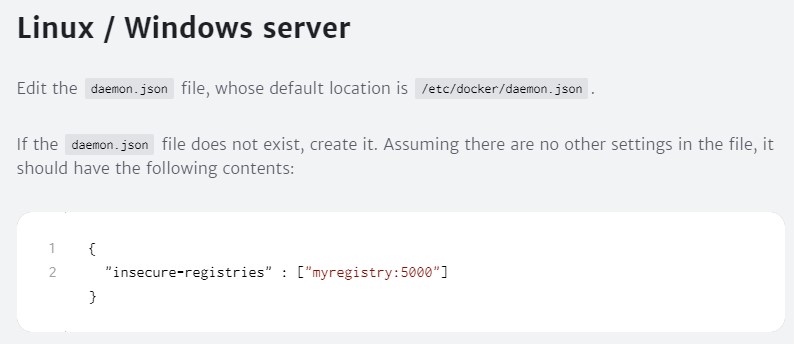 Linux / Windows server
Edit the daemon.json file, whose default location is /etc/docker/daemon.json .
If the daemon.json file does not exist, create it. Assuming there are no other settings in the file, it
should have the following contents:
1 {
2 "insecure-registries" : ["myregistry:5000"]
}